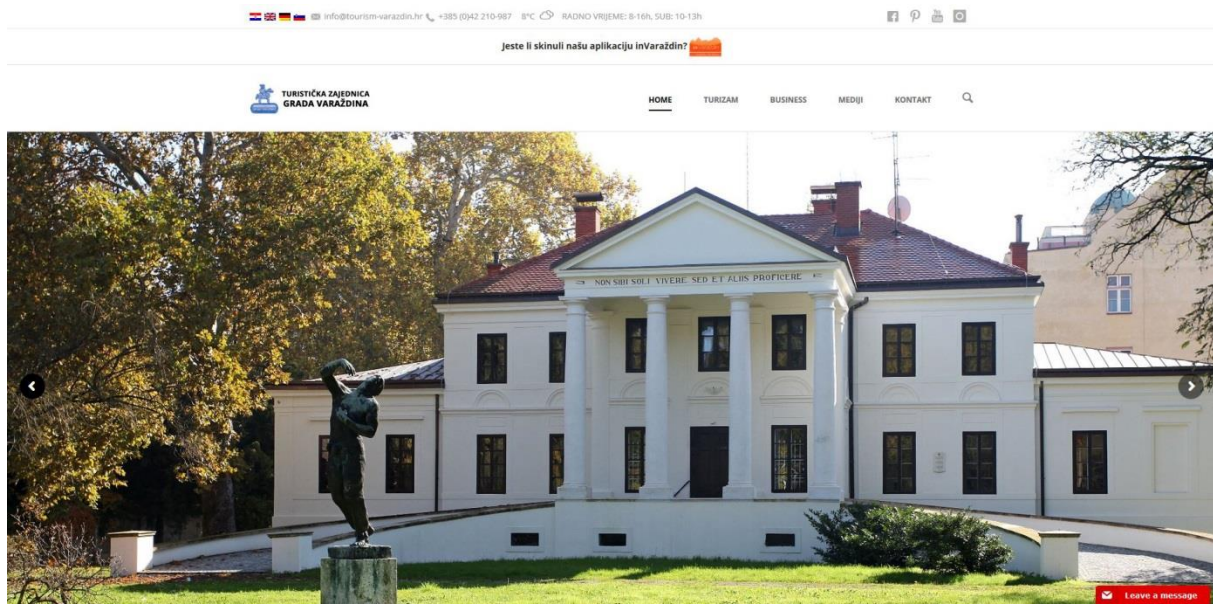 info@tourism-varazdin.hr +385 (0)42 210-987 8°C RADNO VRIJEME: 8-16h, SUB: 10-13h
Jeste li skinuli našu aplikaciju inVaraždin?
TURISTIČKA ZAJEDNICA
GRADA VARAŽDINA
HOME TURIZAM BUSINESS MEDIJI KONTAKT
NON SIBI SOLI VIVERE SED ET ALIIS PROFICERE
Leave a message